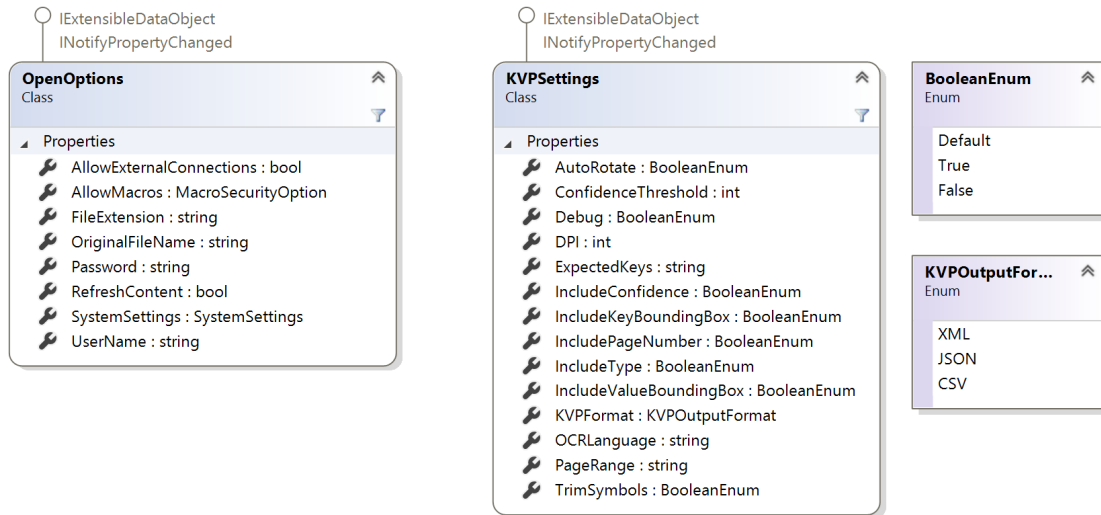 IExtensibleDataObject
INotifyPropertyChanged
OpenOptions
Class
Properties
AllowExternalConnections : bool
AllowMacros : MacroSecurityOption
FileExtension : string
OriginalFileName : string
Password : string
RefreshContent : bool
SystemSettings : SystemSettings
UserName : string
IExtensibleDataObject
INotifyPropertyChanged
KVPSettings
Class
Properties
AutoRotate : BooleanEnum
ConfidenceThreshold : int
Debug : BooleanEnum
DPI : int
ExpectedKeys : string
IncludeConfidence : BooleanEnum
IncludeKeyBoundingBox : BooleanEnum
IncludePageNumber : BooleanEnum
IncludeType : BooleanEnum
IncludeValueBoundingBox : BooleanEnum
KVPFormat : KVPOutputFormat
OCRLanguage : string
PageRange : string
TrimSymbols : BooleanEnum
BooleanEnum
Enum
Default
True
False
KVPOutputFor...
Enum
XML
JSON
CSV